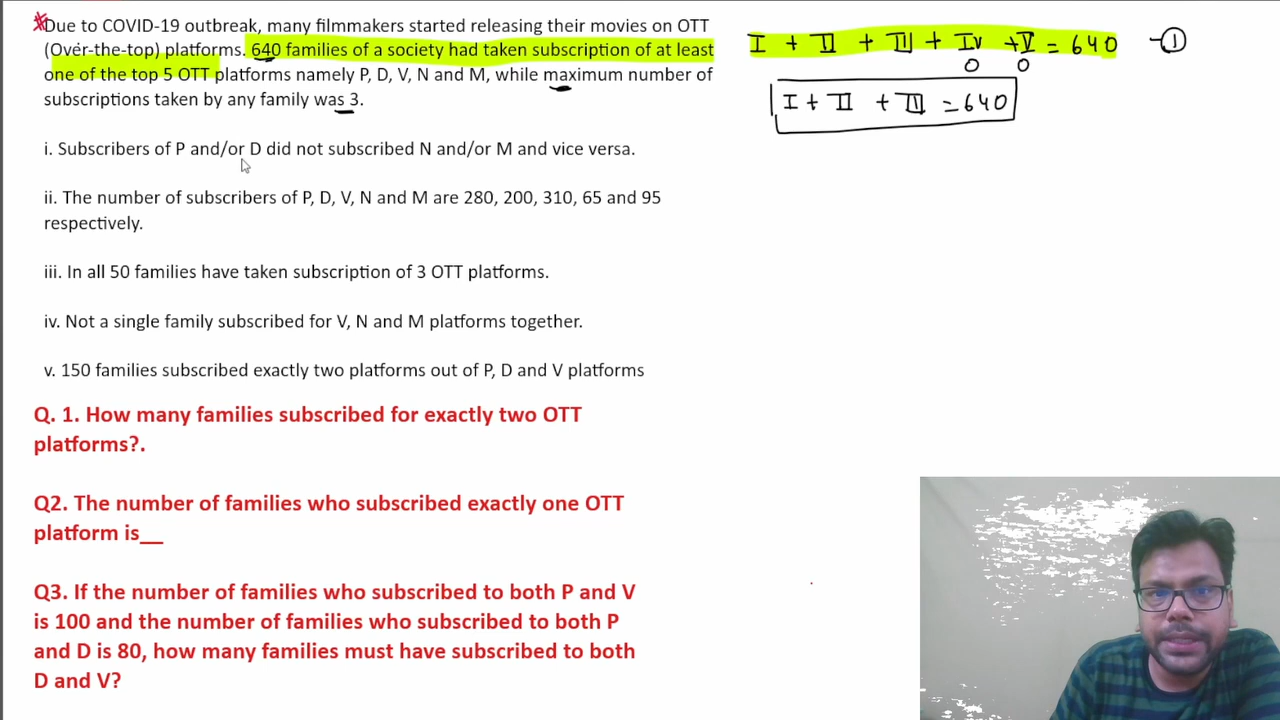 *Due to COVID-19 outbreak, many filmmakers started releasing their movies on OTT
(Over-the-top) platforms. 640 families of a society had taken subscription of at least
one of the top 5 OTT platforms namely P, D, V, N and M, while maximum number of
subscriptions taken by any family was 3.
i. Subscribers of P and/or D did not subscribed N and/or M and vice versa.
ii. The number of subscribers of P, D, V, N and M are 280, 200, 310, 65 and 95
respectively.
iii. In all 50 families have taken subscription of 3 OTT platforms.
iv. Not a single family subscribed for V, N and M platforms together.
v. 150 families subscribed exactly two platforms out of P, D and V platforms
Q. 1. How many families subscribed for exactly two OTT
platforms?.
Q2. The number of families who subscribed exactly one OTT
platform is__
Q3. If the number of families who subscribed to both P and V
is 100 and the number of families who subscribed to both P
and D is 80, how many families must have subscribed to both
D and V?
I + II + III + IV + V = 640 - ①
0 0
I + II + III = 640